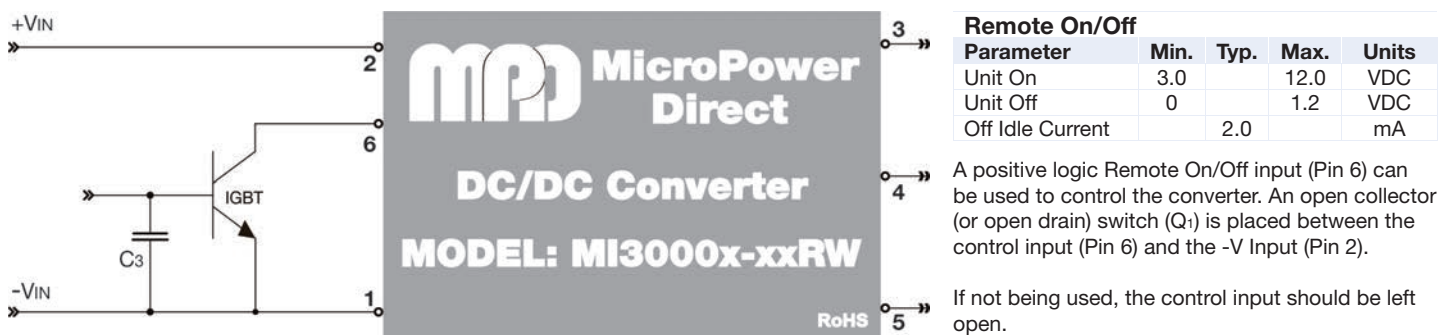 +VIN
2
6
IGBT
C3
-VIN
1
MPD MicroPower
Direct
DC/DC Converter
MODEL: MI3000x-xxRW
RoHS
3
4
5
Remote On/Off
Parameter Min. Typ. Max. Units
Unit On 3.0 12.0 VDC
Unit Off 0 1.2 VDC
Off Idle Current 2.0 mA
A positive logic Remote On/Off input (Pin 6) can
be used to control the converter. An open collector
(or open drain) switch (Q1) is placed between the
control input (Pin 6) and the -V Input (Pin 2).
If not being used, the control input should be left
open.